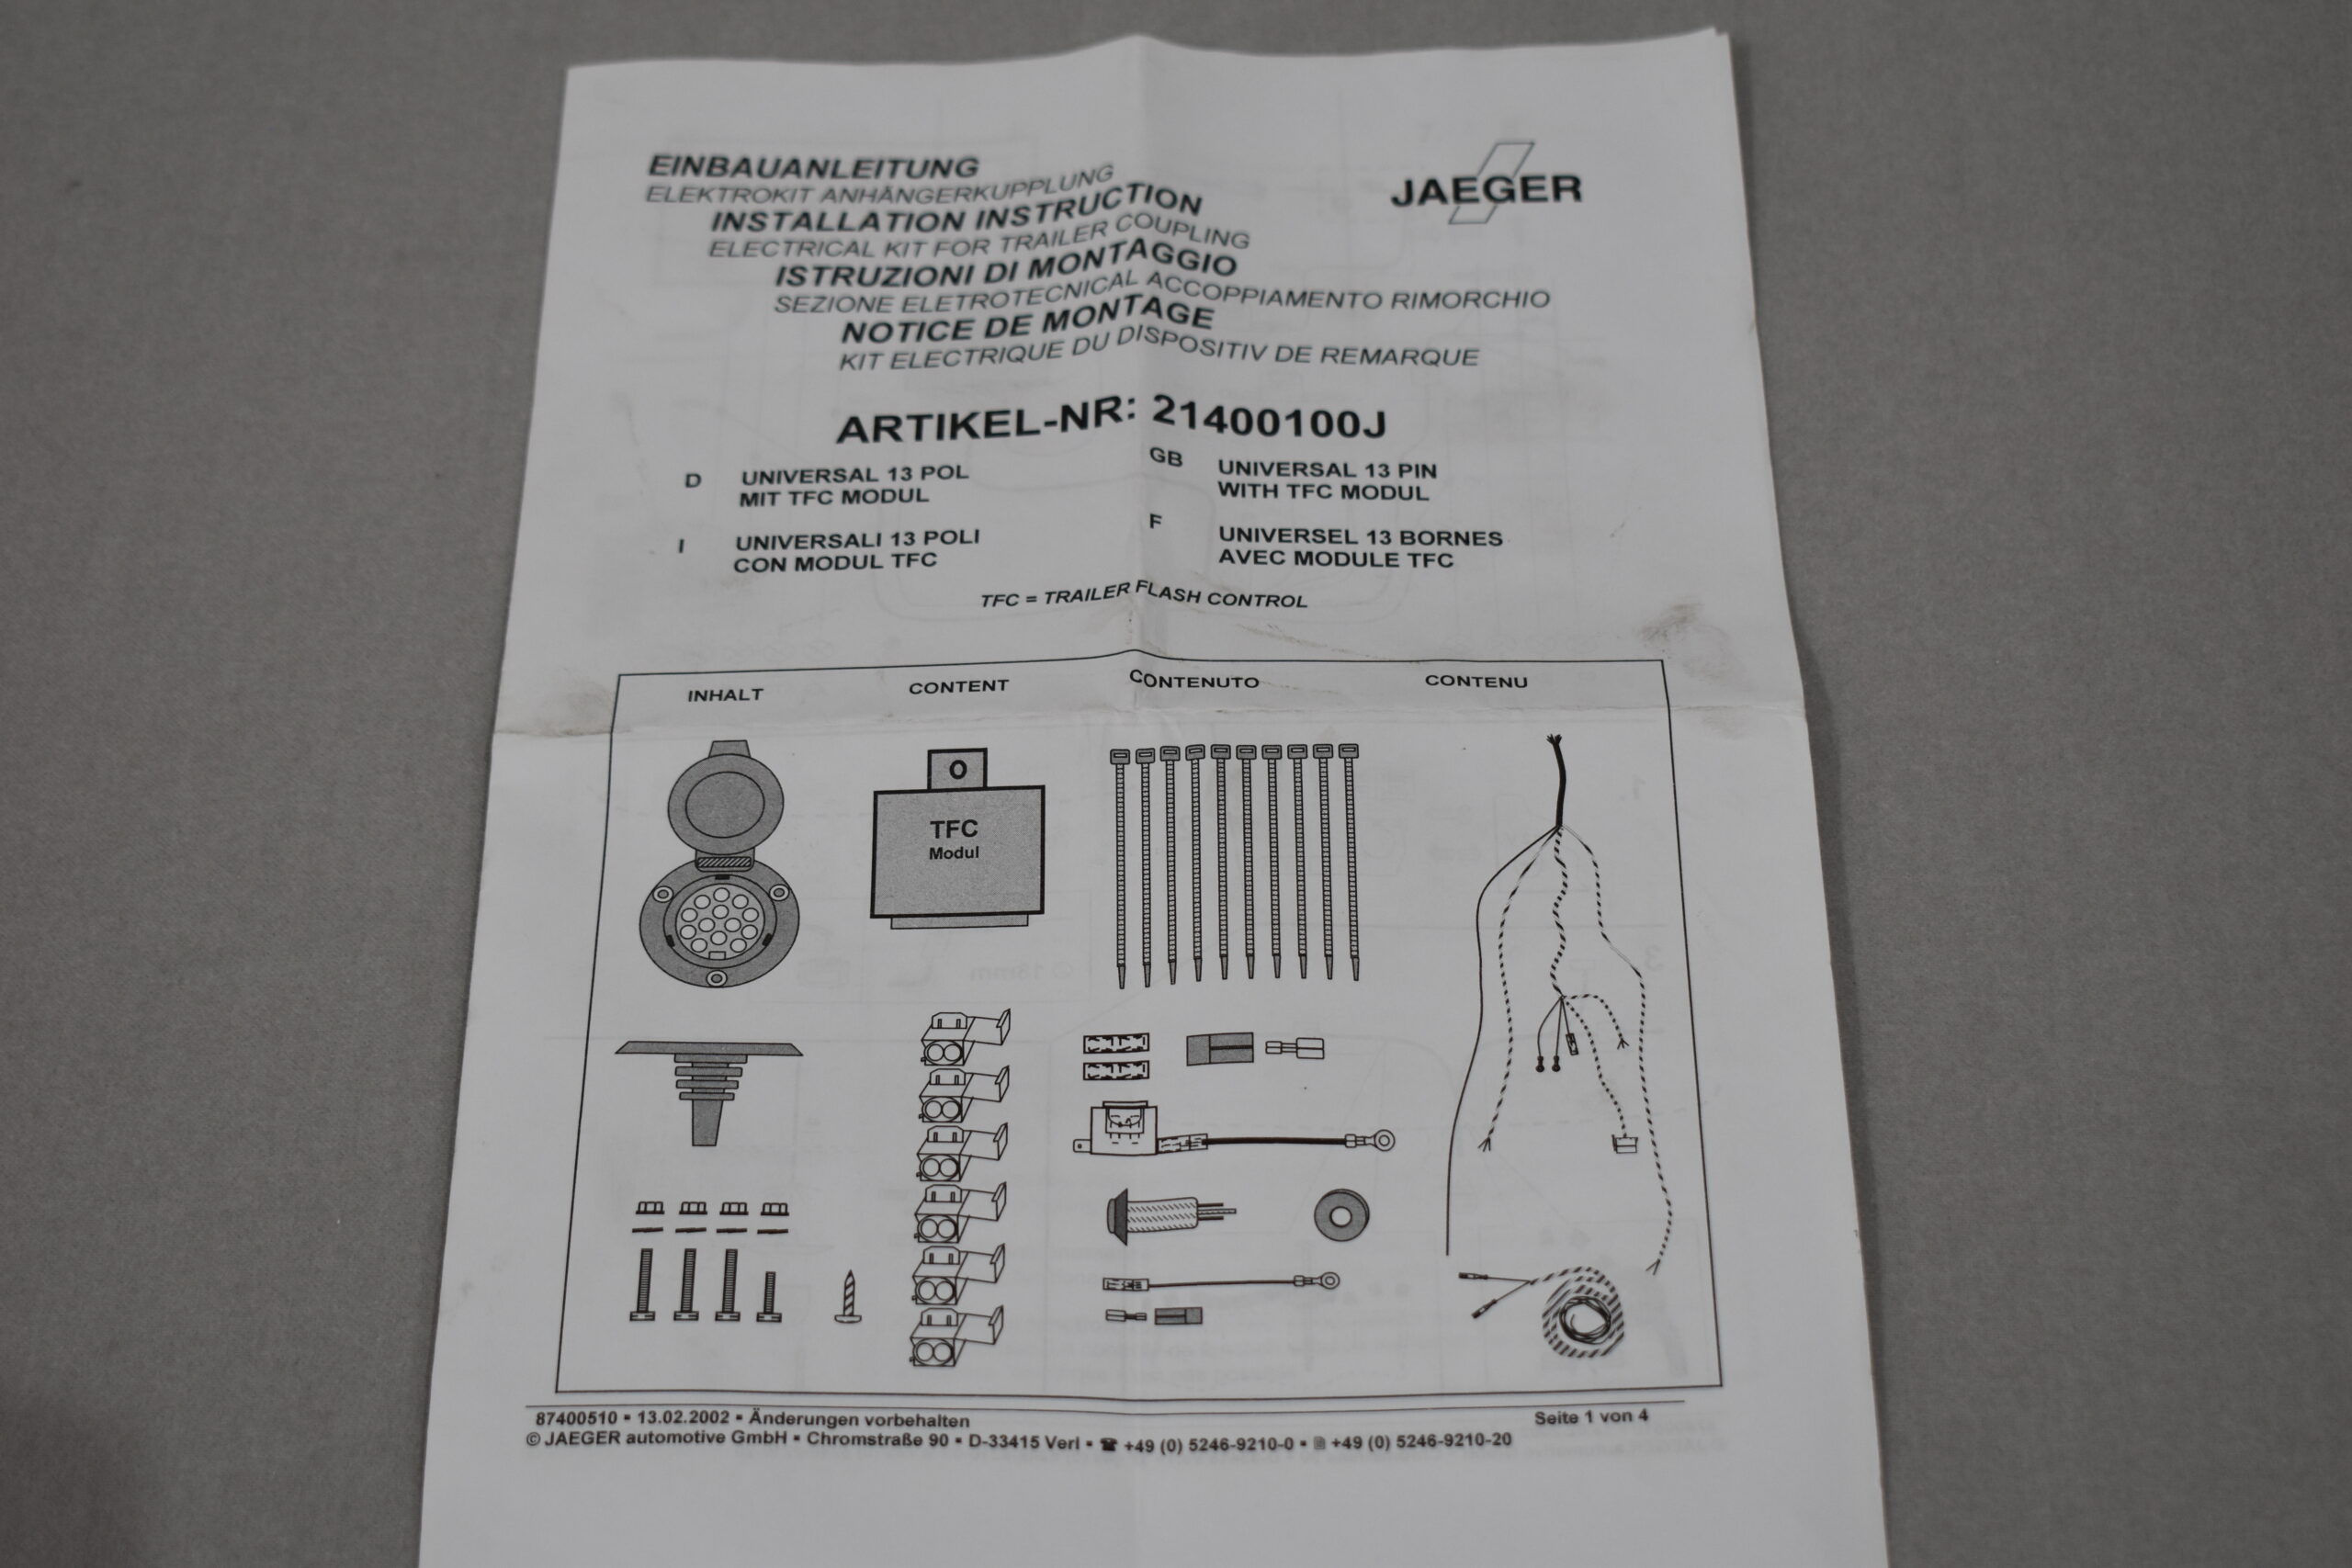 EINBAUANLEITUNG
ELEKTROKIT ANHÄNGERKUPPLUNG
INSTALLATION INSTRUCTION
ELECTRICAL KIT FOR TRAILER COUPLING
ISTRUZIONI DI MONTAGGIO
SEZIONE ELETROTECNICAL ACCOPPIAMENTO RIMORCHIO
NOTICE DE MONTAGE
KIT ELECTRIQUE DU DISPOSITIV DE REMARQUE
JAEGER
ARTIKEL-NR: 21400100J
D UNIVERSAL 13 POL
MIT TFC MODUL
GB UNIVERSAL 13 PIN
WITH TFC MODUL
I UNIVERSALI 13 POLI
CON MODUL TFC
F UNIVERSEL 13 BORNES
AVEC MODULE TFC
TFC = TRAILER FLASH CONTROL
INHALT CONTENT CONTENUTO CONTENU
TFC
Modul
87400510 ▪ 13.02.2002 ▪ Änderungen vorbehalten Seite 1 von 4
© JAEGER automotive GmbH ▪ Chromstraße 90 ▪ D-33415 Verl ▪ ☎ +49 (0) 5246-9210-0 ▪ 🗎 +49 (0) 5246-9210-20